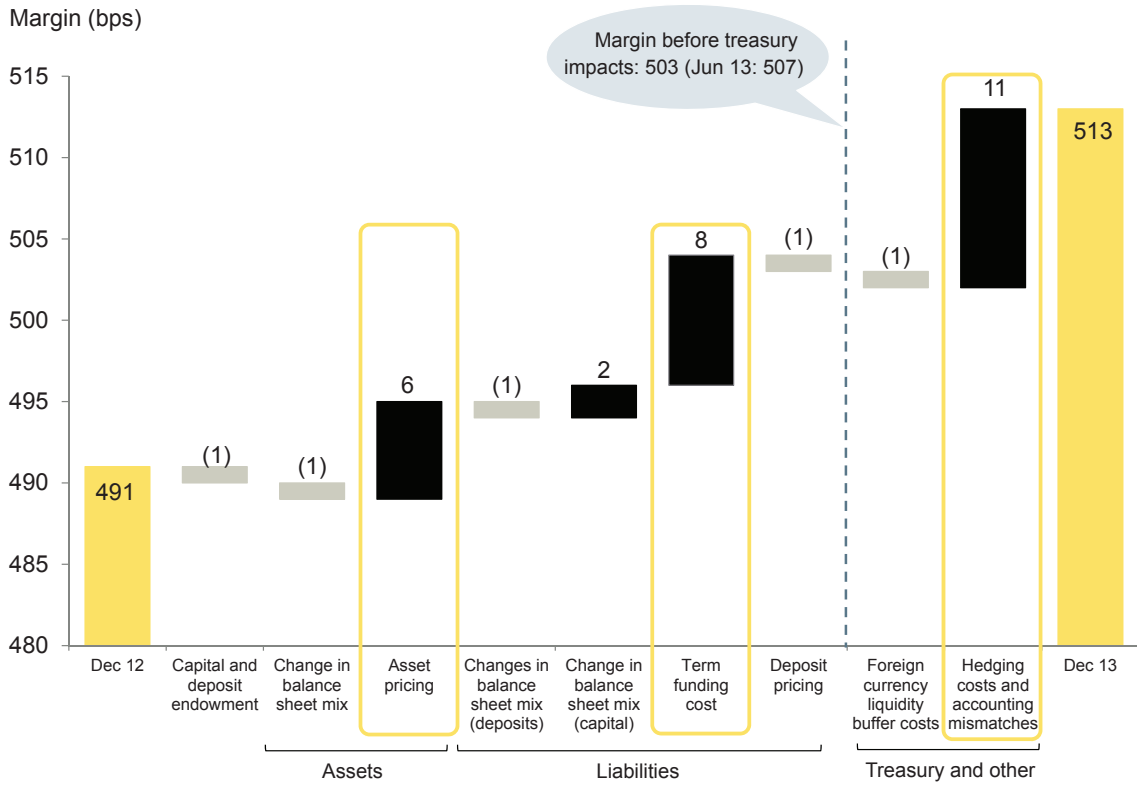 Margin (bps)
Margin before treasury
impacts: 503 (Jun 13: 507)
515
510
505
500
495
490
485
480
491
(1)
(1)
6
(1)
2
8
(1)
(1)
11
513
Dec 12
Capital and
deposit
endowment
Change in
balance
sheet mix
Asset
pricing
Changes in
balance
sheet mix
(deposits)
Change in
balance
sheet mix
(capital)
Term
funding
cost
Deposit
pricing
Foreign
currency
liquidity
buffer costs
Hedging
costs and
accounting
mismatches
Dec 13
Assets
Liabilities
Treasury and other